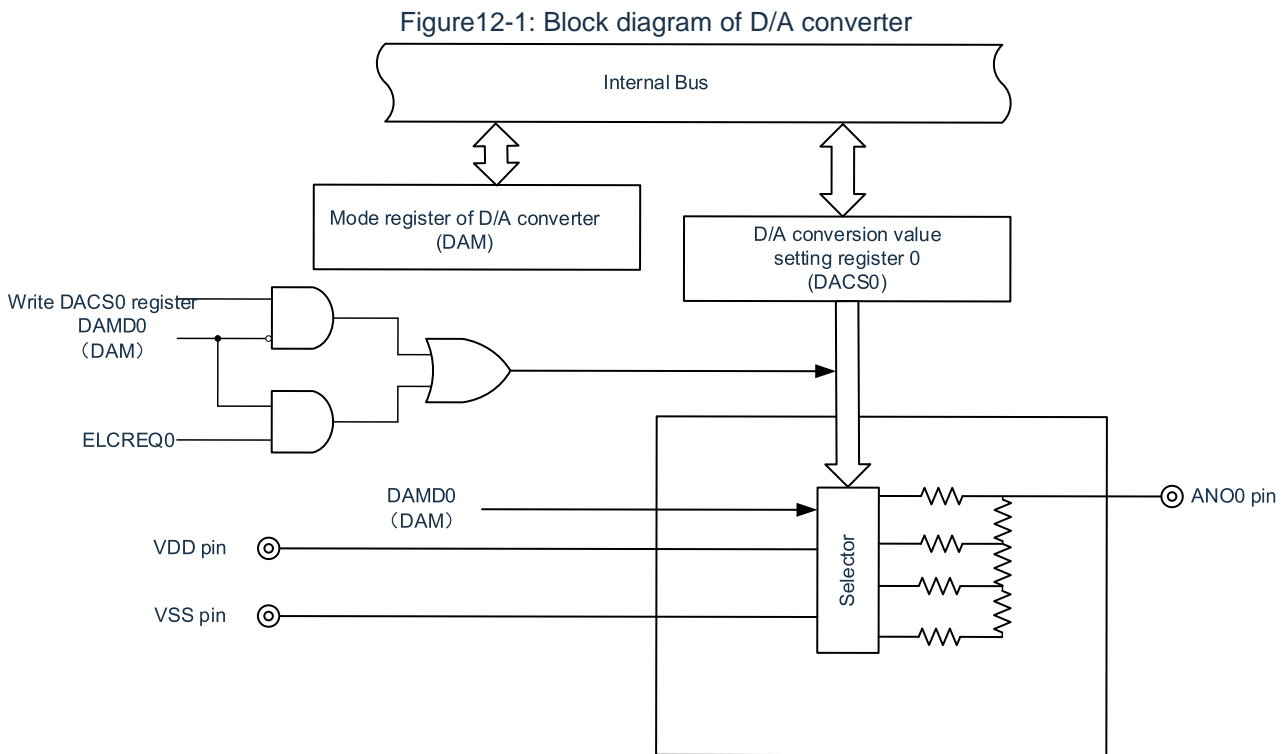 Figure12-1: Block diagram of D/A converter
Internal Bus
Mode register of D/A converter
(DAM)
D/A conversion value
setting register 0
(DACS0)
Write DACS0 register
DAMD0
（DAM）
ELCREQ0
DAMD0
（DAM）
VDD pin
VSS pin
Selector
ANO0 pin